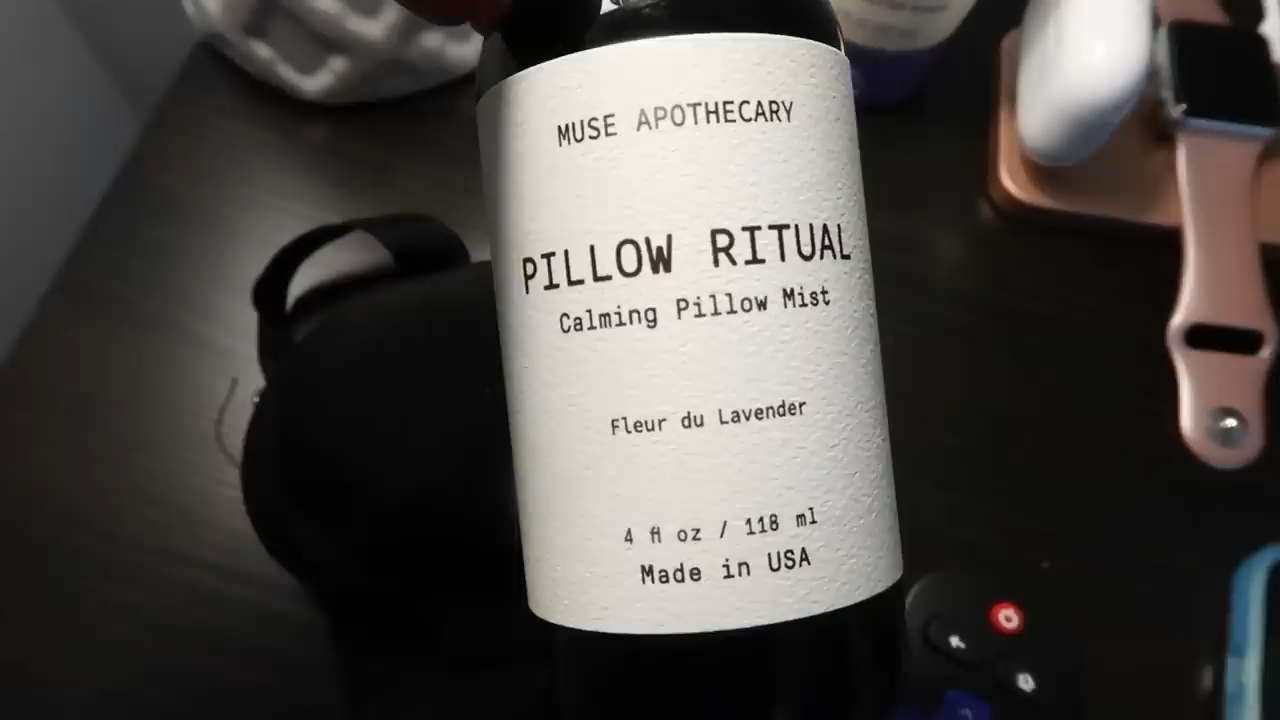 MUSE APOTHECARY
PILLOW RITUAL
Calming Pillow Mist
Fleur du Lavender
4 fl oz / 118 ml
Made in USA